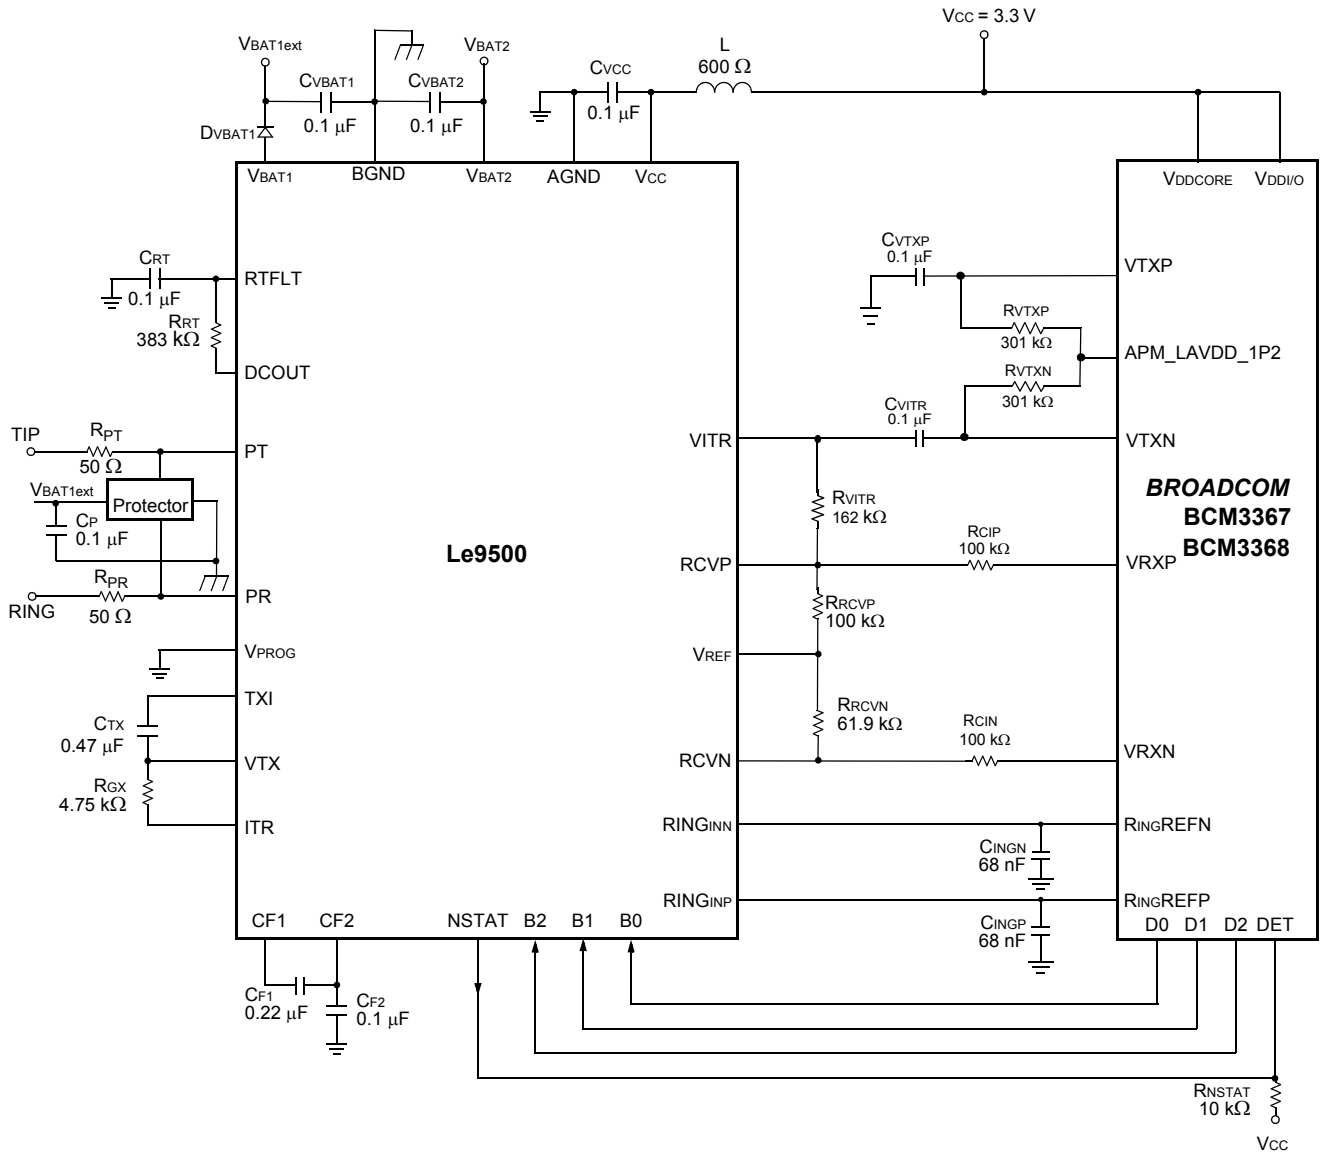 VCC = 3.3 V
VBAT1ext
VBAT2
CVBAT1
0.1 μF
CVBAT2
0.1 μF
CVCC
0.1 μF
L
600 Ω
DVBAT1
VBAT1
BGND
VBAT2
AGND
VCC
VDDCORE
VDDI/O
CRT
0.1 μF
RTFLT
RRT
383 kΩ
DCOUT
CVTXP
0.1 μF
VTXP
RVTXP
301 kΩ
APM_LAVDD_1P2
RVTXN
301 kΩ
CVITR
0.1 μF
VITR
VTXN
TIP
RPT
50 Ω
PT
VBAT1ext
Protector
CP
0.1 μF
RPR
50 Ω
RING
PR
Le9500
RVITR
162 kΩ
BROADCOM
BCM3367
BCM3368
RCVP
RCIP
100 kΩ
VRXP
RRCVP
100 kΩ
VPROG
VREF
TXI
CTX
0.47 μF
RRCVN
61.9 kΩ
RCIN
100 kΩ
VTX
RCVN
VRXN
RGX
4.75 kΩ
ITR
RINGINN
RINGREFN
CINGN
68 nF
RINGINP
RINGREFP
CINGP
68 nF
CF1
CF2
NSTAT
B2
B1
B0
D0
D1
D2
DET
CF1
0.22 μF
CF2
0.1 μF
RNSTAT
10 kΩ
VCC